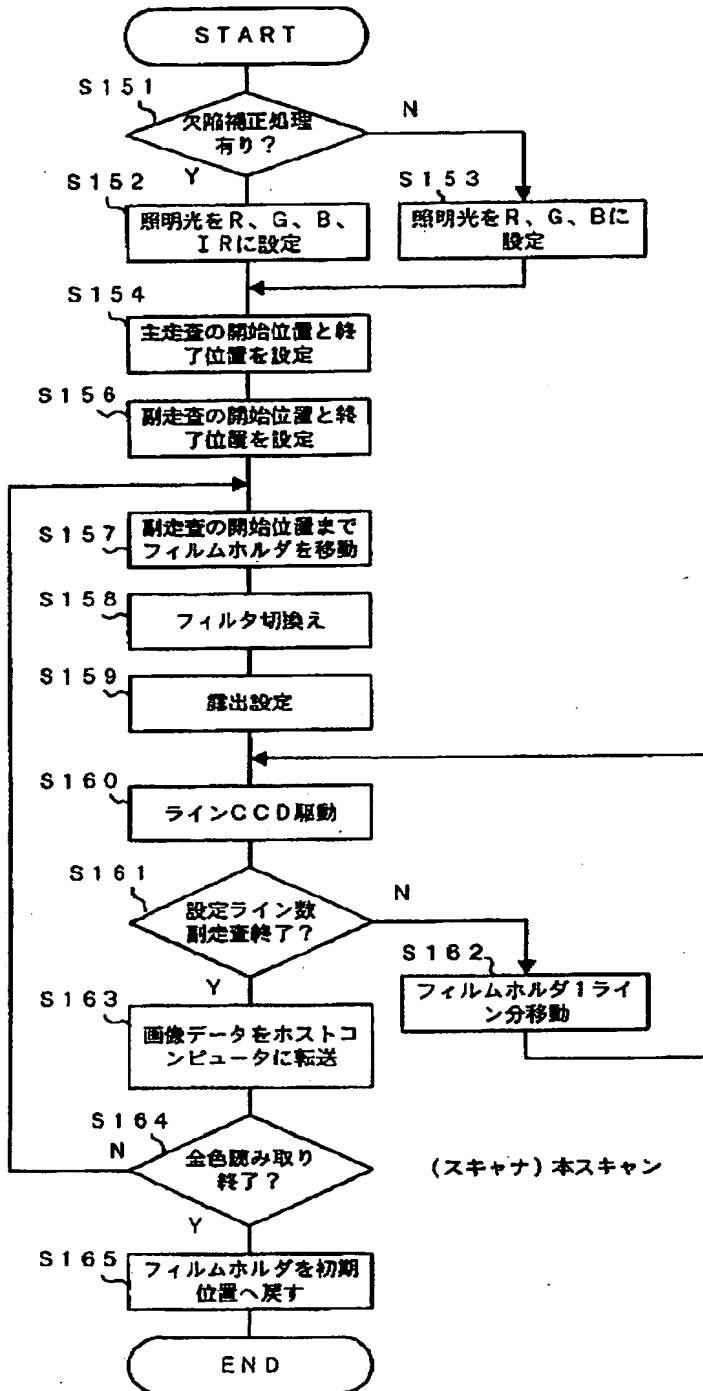 START
S151
欠陥補正処理
有り？
N
Y
S152
照明光をR、G、B、
IRに設定
S153
照明光をR、G、Bに
設定
S154
主走査の開始位置と終
了位置を設定
S156
副走査の開始位置と終
了位置を設定
S157
副走査の開始位置まで
フィルムホルダを移動
S158
フィルタ切換え
S159
露出設定
S160
ラインCCD駆動
S161
設定ライン数
副走査終了？
N
Y
S162
フィルムホルダ1ライ
ン分移動
S163
画像データをホストコ
ンピュータに転送
S164
N
全色読み取り
終了？
Y
(スキャナ)本スキャン
S165
フィルムホルダを初期
位置へ戻す
END